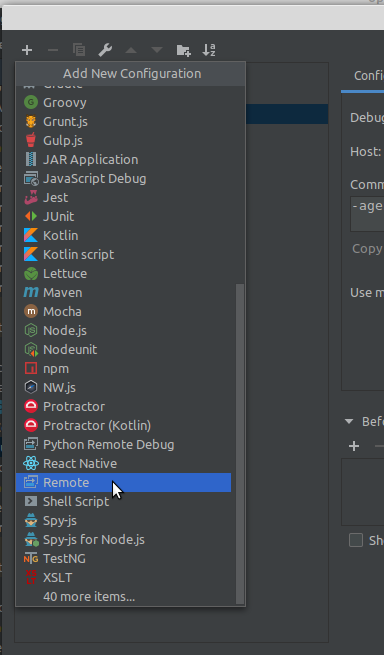 Add New Configuration
Groovy
Grunt.js
Gulp.js
JAR Application
JavaScript Debug
Jest
JUnit
Kotlin
Kotlin script
Lettuce
Maven
Mocha
Node.js
Nodeunit
npm
NW.js
Protractor
Protractor (Kotlin)
Python Remote Debug
React Native
Remote
Shell Script
Spy-js
Spy-js for Node.js
TestNG
XSLT
40 more items...
Confi
Debug
Host:
Comm
-age
Copy
Use m
Befo
Sh